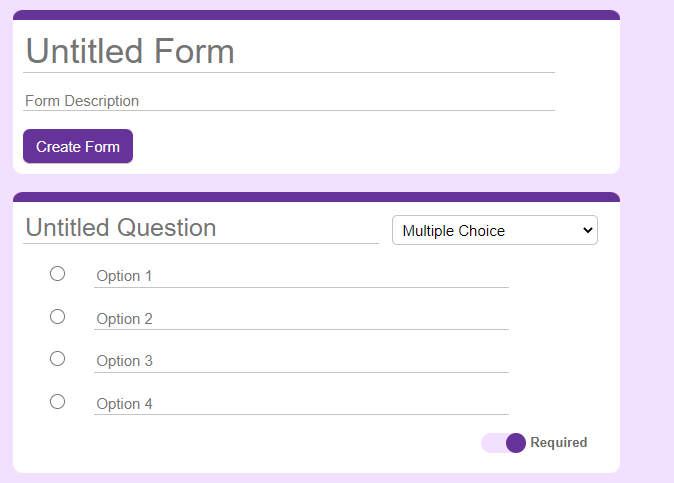 Untitled Form
Form Description
Create Form
Untitled Question
Multiple Choice
Option 1
Option 2
Option 3
Option 4
Required